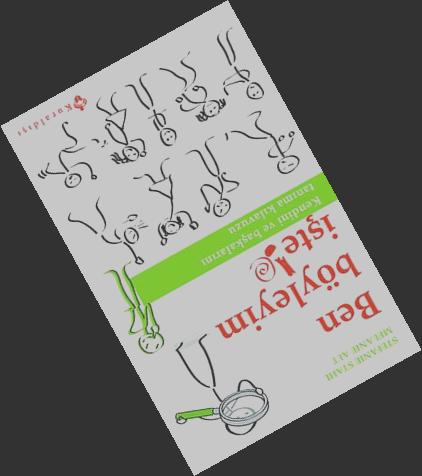 STEFANIE STAHL
MELANIE ALT
Ben
böyleyim
işte
Kendini ve başkalarını
tanıma kılavuzu
Kuraldışı